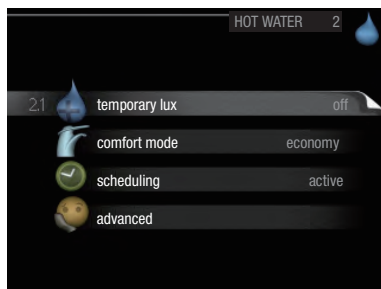 HOT WATER 2
2.1 temporary lux off
comfort mode economy
scheduling active
advanced